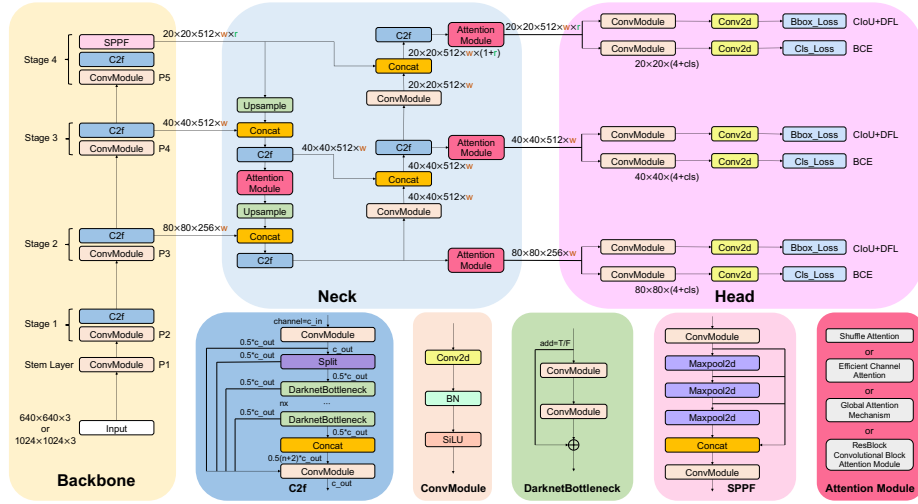 Stage 4
SPPF
C2f
ConvModule
P5
20×20×512×w×r
Stage 3
C2f
ConvModule
P4
40×40×512×w
Stage 2
C2f
ConvModule
P3
80×80×256×w
Stage 1
C2f
ConvModule
P2
Stem Layer
ConvModule
P1
640×640×3
or
1024×1024×3
Input
Backbone
Upsample
Concat
C2f
Attention
Module
Upsample
Concat
C2f
40×40×512×w
C2f
Attention
Module
20×20×512×w×(1+r)
Concat
20×20×512×w
ConvModule
C2f
Attention
Module
40×40×512×w
Concat
40×40×512×w
ConvModule
Attention
Module
Neck
20×20×512×w×r
ConvModule
Conv2d
Bbox_Loss
CIoU+DFL
ConvModule
Conv2d
Cls_Loss
BCE
20×20×(4+cls)
40×40×512×w
ConvModule
Conv2d
Bbox_Loss
CIoU+DFL
ConvModule
Conv2d
Cls_Loss
BCE
40×40×(4+cls)
80×80×256×w
ConvModule
Conv2d
Bbox_Loss
CIoU+DFL
ConvModule
Conv2d
Cls_Loss
BCE
80×80×(4+cls)
Head
channel=c_in
ConvModule
0.5*c_out
c_out
Split
0.5*c_out
0.5*c_out
DarknetBottleneck
nx
...
0.5*c_out
DarknetBottleneck
0.5*c_out
Concat
0.5(n+2)*c_out
ConvModule
c_out
C2f
Conv2d
BN
SiLU
ConvModule
add=T/F
ConvModule
ConvModule
DarknetBottleneck
ConvModule
Maxpool2d
Maxpool2d
Maxpool2d
Concat
ConvModule
SPPF
Shuffle Attention
or
Efficient Channel
Attention
or
Global Attention
Mechanism
or
ResBlock
Convolutional Block
Attention Module
Attention Module